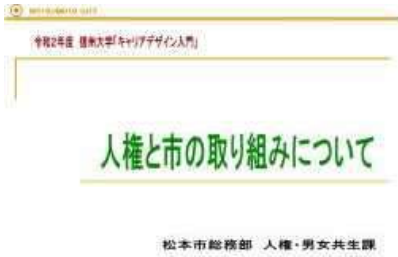 令和2年度 信州大学「キャリアデザイン入門」
人権と市の取り組みについて
松本市総務部 人権・男女共生課